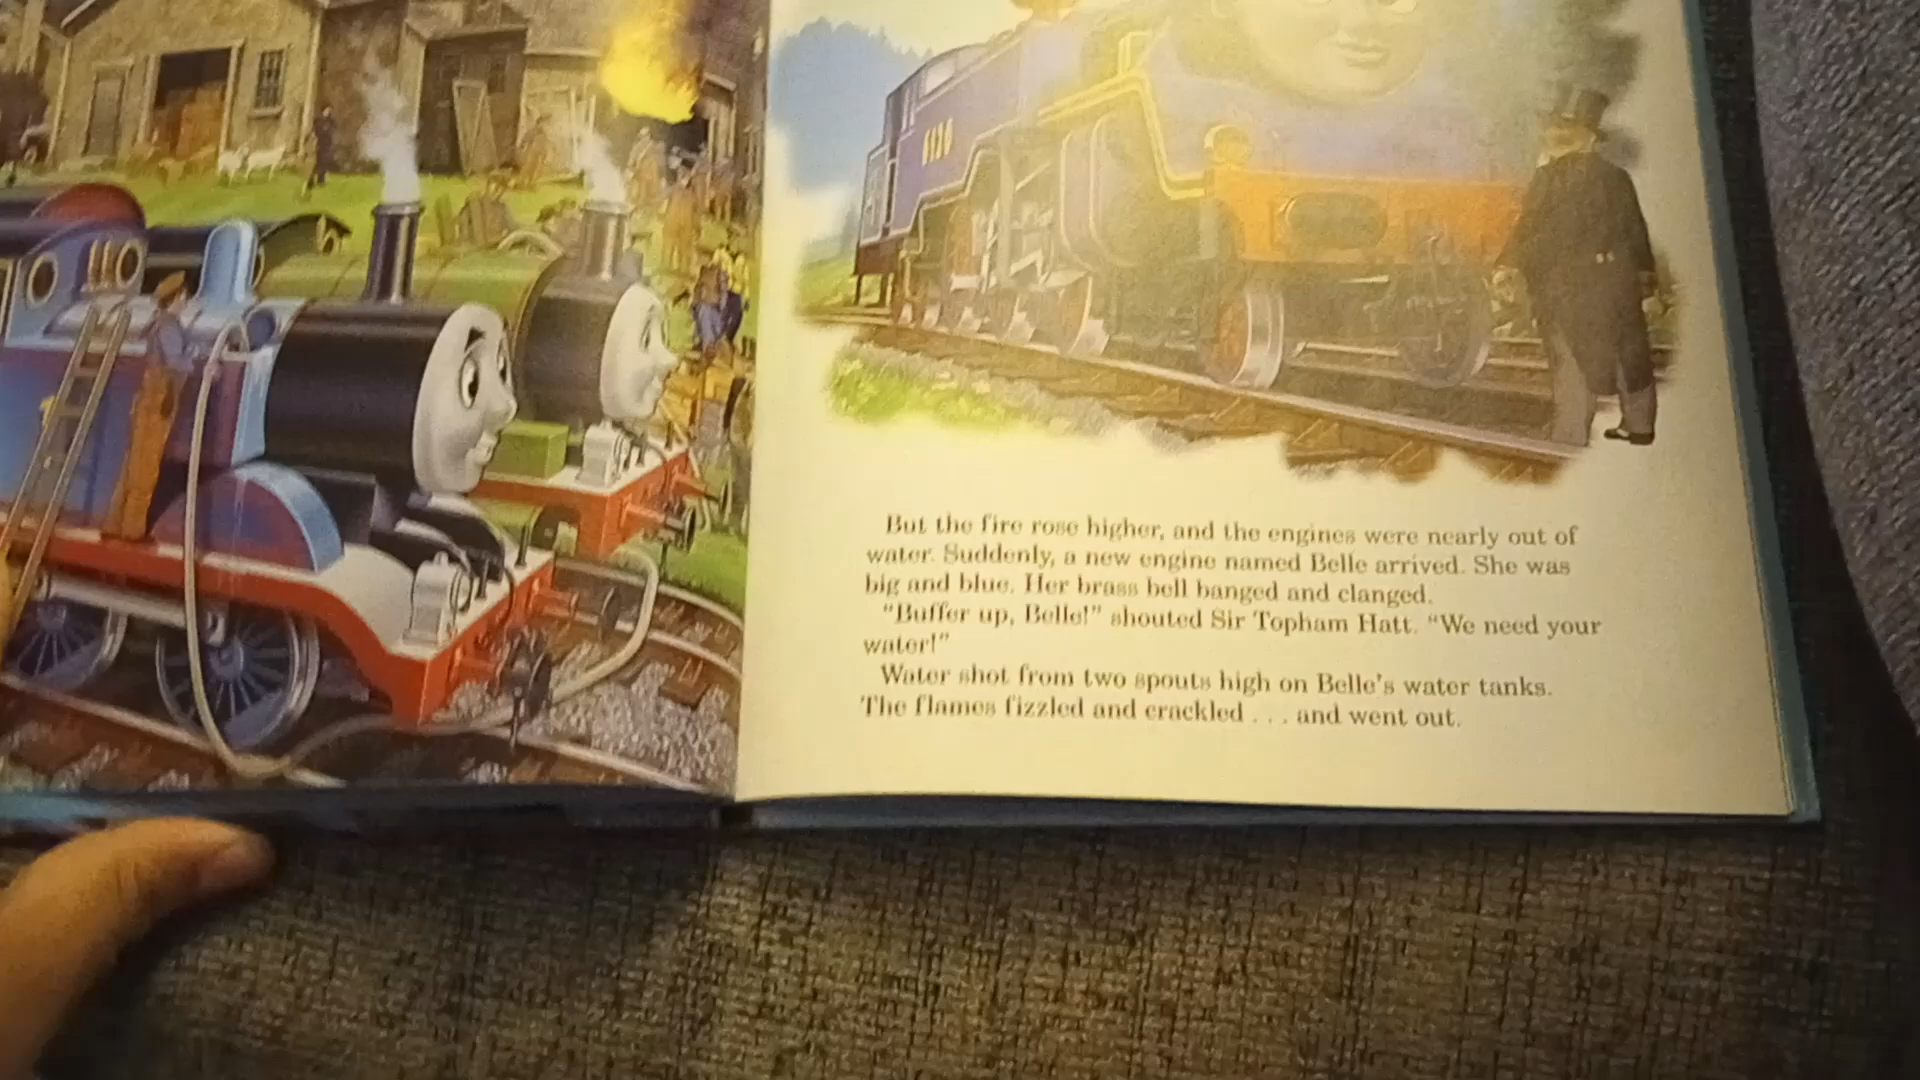 But the fire rose higher, and the engines were nearly out of
water. Suddenly, a new engine named Belle arrived. She was
big and blue. Her brass bell banged and clanged.
"Buffer up, Belle!" shouted Sir Topham Hatt. "We need your
water!"
Water shot from two spouts high on Belle's water tanks.
The flames fizzled and crackled . . . and went out.